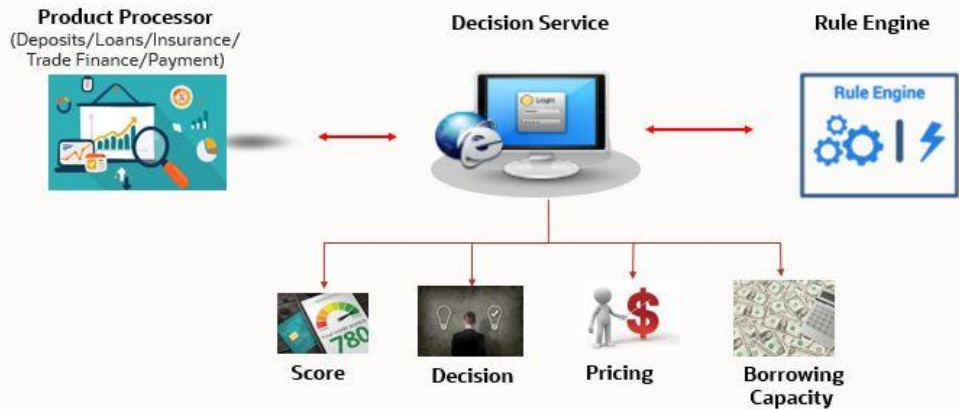 Product Processor
(Deposits/Loans/Insurance/
Trade Finance/Payment)
Decision Service
Rule Engine
Login
Rule Engine
780
Score
Decision
Pricing
Borrowing
Capacity